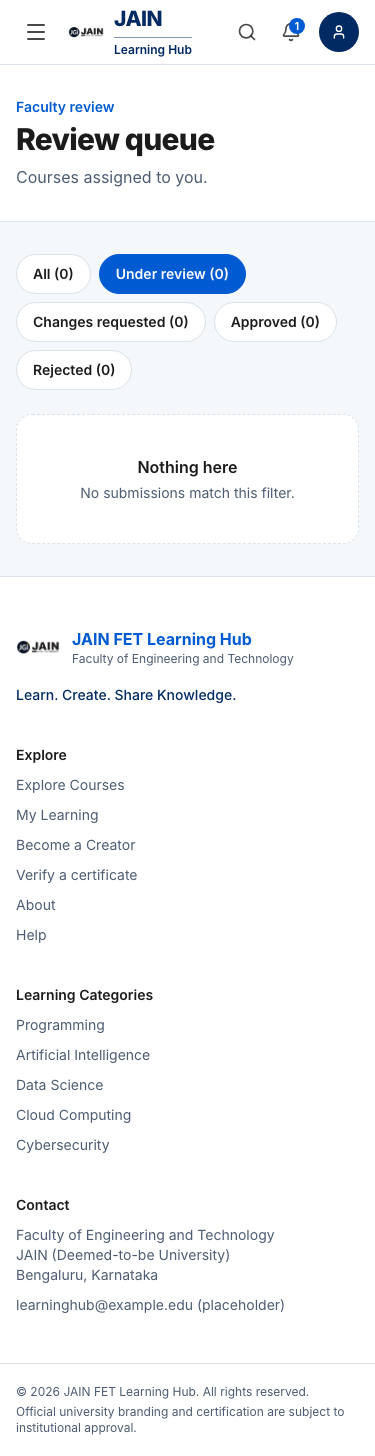 JGI JAIN
JAIN
Learning Hub
1
Faculty review
Review queue
Courses assigned to you.
All (0)
Under review (0)
Changes requested (0)
Approved (0)
Rejected (0)
Nothing here
No submissions match this filter.
JGI JAIN
JAIN FET Learning Hub
Faculty of Engineering and Technology
Learn. Create. Share Knowledge.
Explore
Explore Courses
My Learning
Become a Creator
Verify a certificate
About
Help
Learning Categories
Programming
Artificial Intelligence
Data Science
Cloud Computing
Cybersecurity
Contact
Faculty of Engineering and Technology
JAIN (Deemed-to-be University)
Bengaluru, Karnataka
learninghub@example.edu (placeholder)
© 2026 JAIN FET Learning Hub. All rights reserved.
Official university branding and certification are subject to
institutional approval.